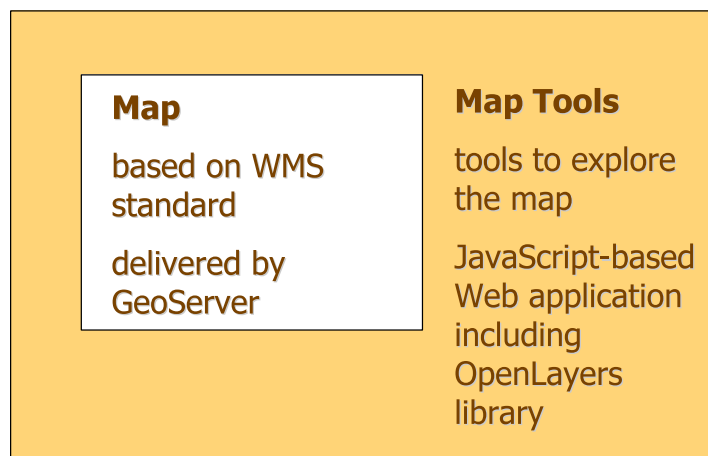 Map
based on WMS
standard
delivered by
GeoServer
Map Tools
tools to explore
the map
JavaScript-based
Web application
including
OpenLayers
library